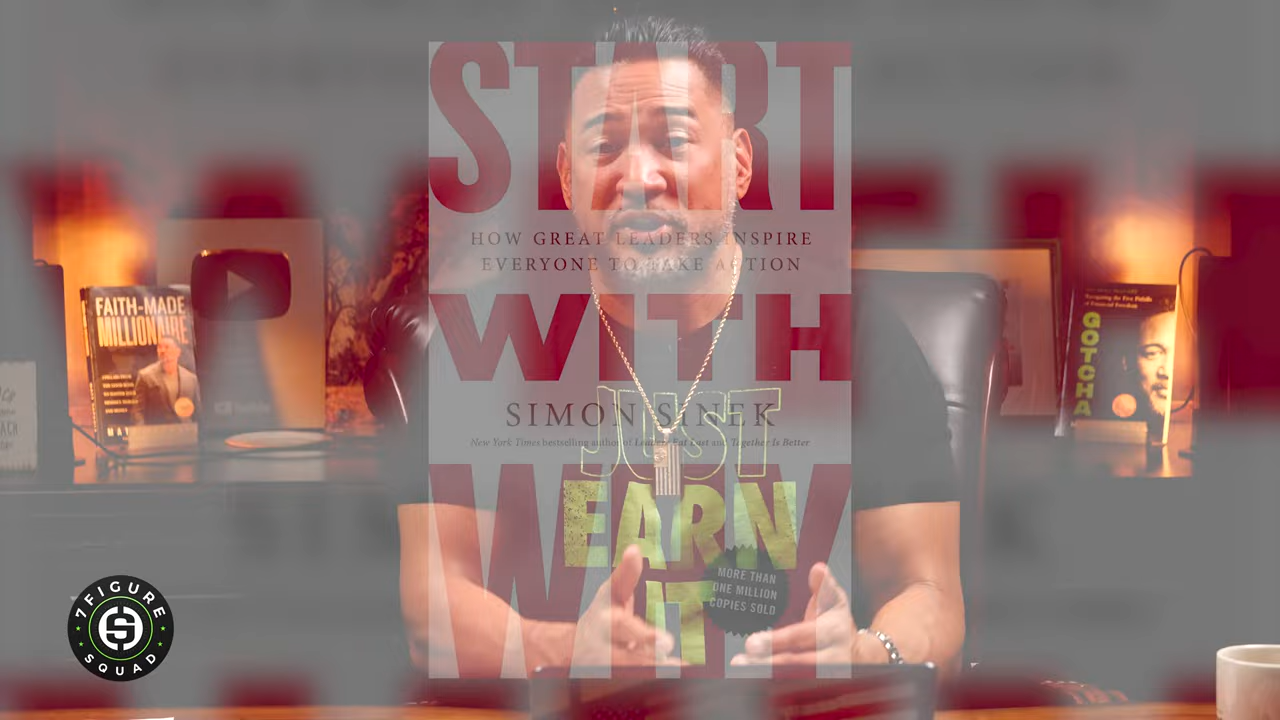 START
HOW GREAT LEADERS INSPIRE
EVERYONE TO TAKE ACTION
WITH
SIMON SINEK
New York Times bestselling author of Leaders Eat Last and Together Is Better
WHY
MORE THAN
ONE MILLION
COPIES SOLD
JUST
EARN
IT
FAITH-MADE
MILLIONAIRE
GOTCHA
7 FIGURE
SQUAD